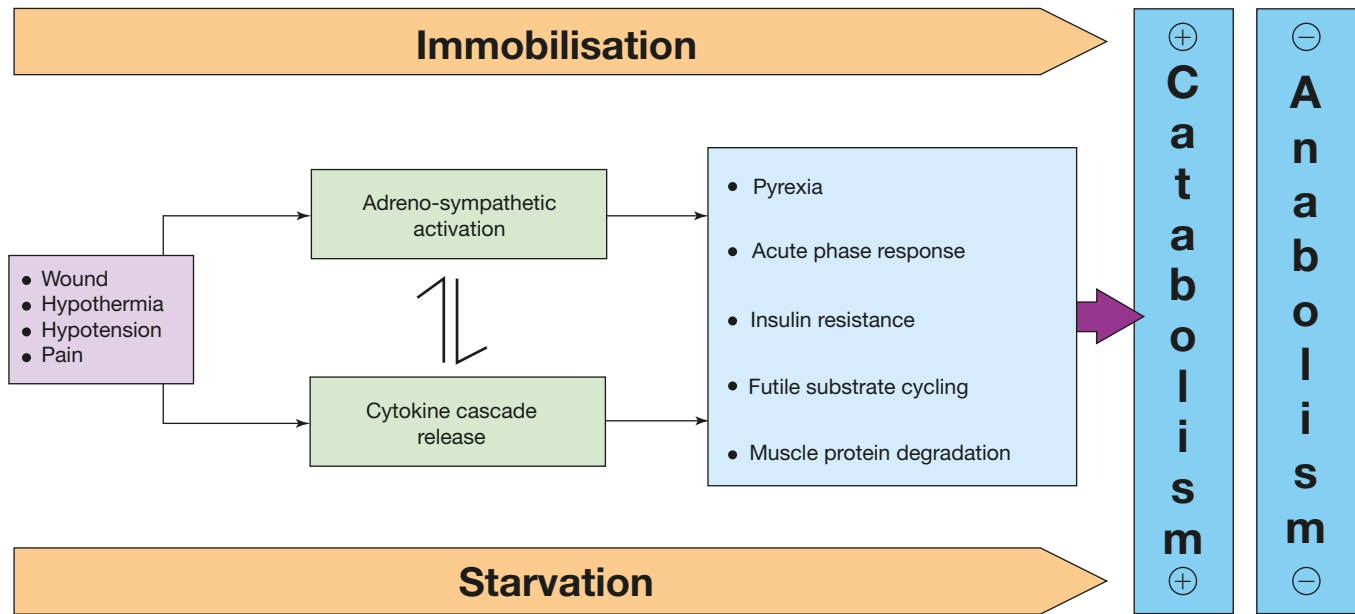 Immobilisation
• Wound
• Hypothermia
• Hypotension
• Pain
Adreno-sympathetic
activation
Cytokine cascade
release
• Pyrexia
• Acute phase response
• Insulin resistance
• Futile substrate cycling
• Muscle protein degradation
⊕ Catabolism ⊕
⊖ Anabolism ⊖
Starvation